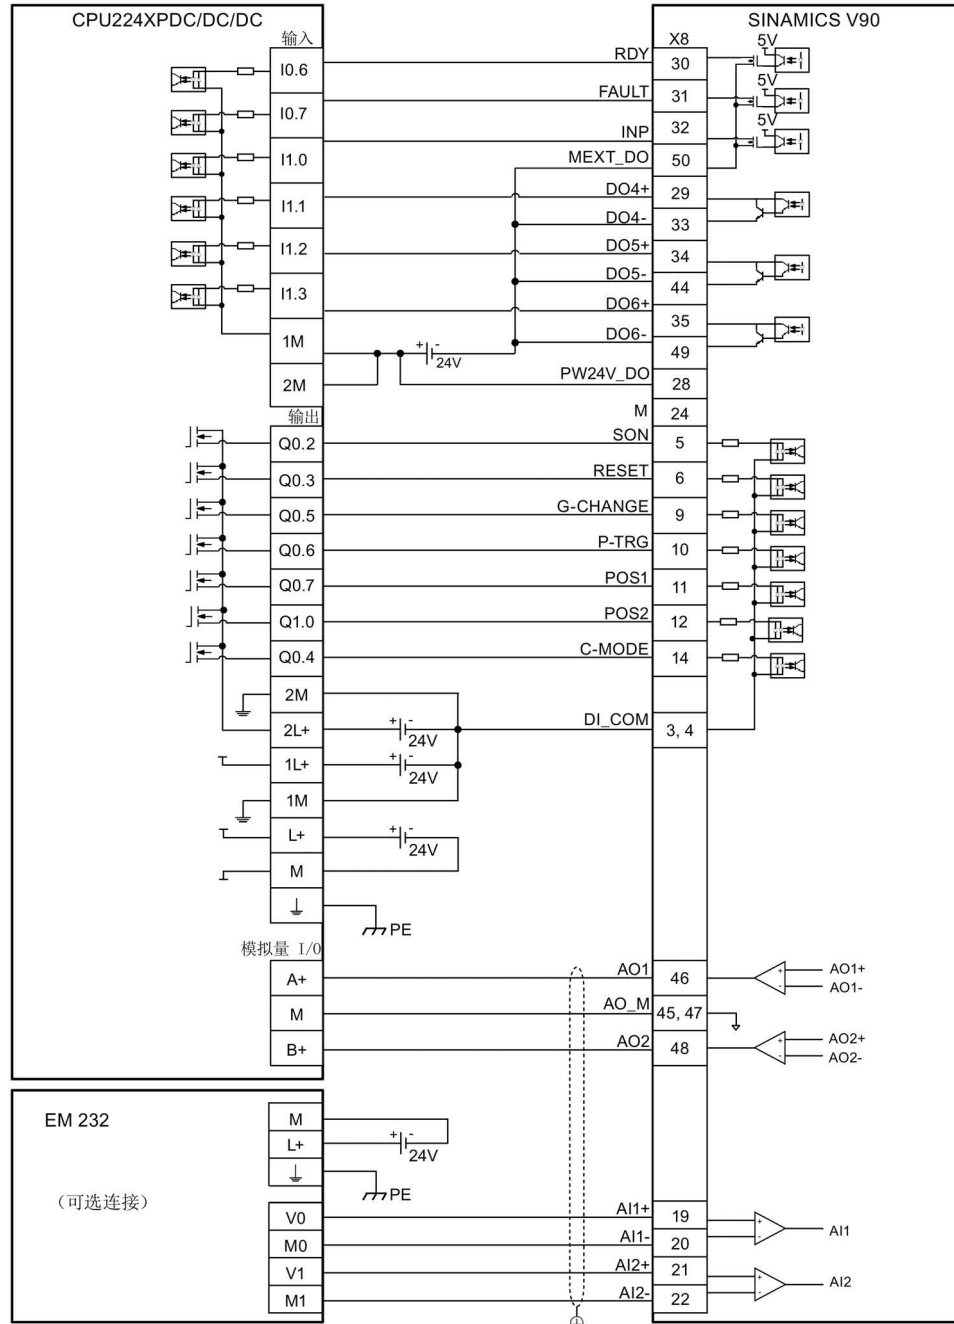 CPU224XPDC/DC/DC
SINAMICS V90
输入
X8
5V
I0.6
RDY
30
I0.7
FAULT
31
5V
I1.0
INP
32
5V
MEXT_DO
50
I1.1
DO4+
29
DO4-
33
I1.2
DO5+
34
DO5-
44
I1.3
DO6+
35
1M
DO6-
49
+ -
24V
2M
PW24V_DO
28
M
24
输出
Q0.2
SON
5
Q0.3
RESET
6
Q0.5
G-CHANGE
9
Q0.6
P-TRG
10
Q0.7
POS1
11
Q1.0
POS2
12
Q0.4
C-MODE
14
2M
2L+
+ -
24V
DI_COM
3, 4
1L+
+ -
24V
1M
L+
+ -
24V
M
PE
模拟量 I/O
A+
AO1
46
+
-
AO1+
AO1-
M
AO_M
45, 47
B+
AO2
48
+
-
AO2+
AO2-
EM 232
（可选连接）
M
L+
+ -
24V
PE
V0
AI1+
19
M0
AI1-
20
+
-
AI1
V1
AI2+
21
M1
AI2-
22
+
-
AI2